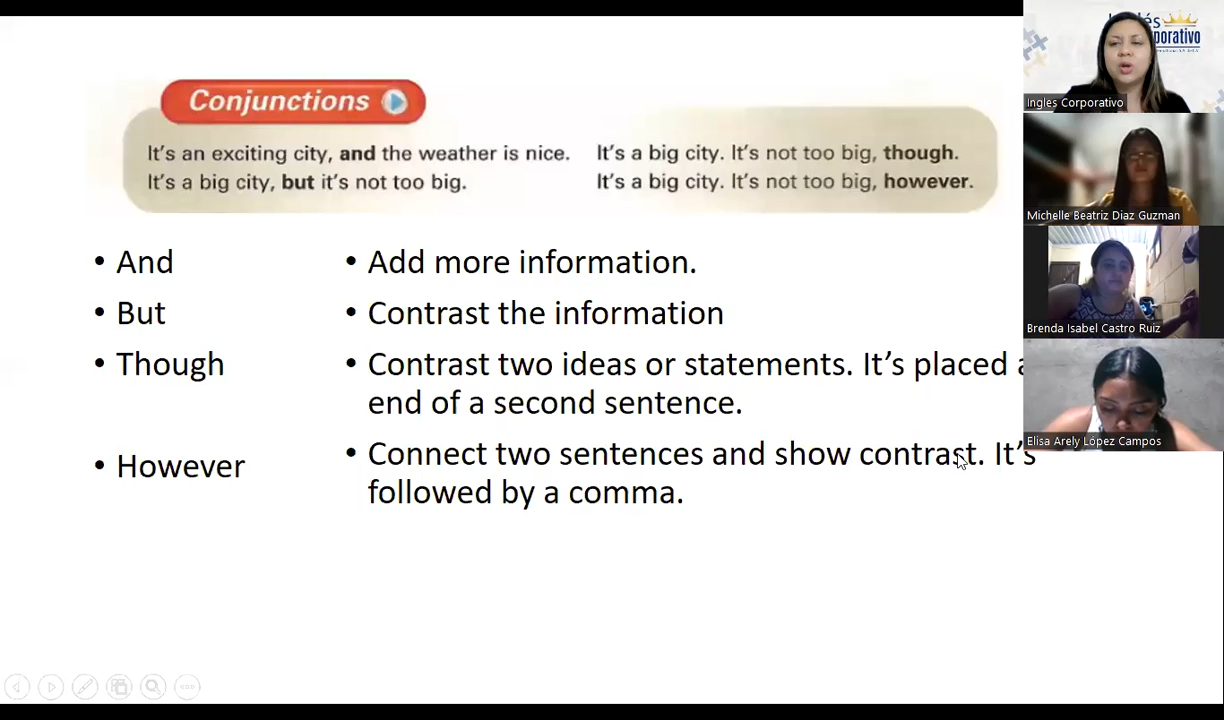 Conjunctions
It's an exciting city, and the weather is nice.
It's a big city, but it's not too big.
It's a big city. It's not too big, though.
It's a big city. It's not too big, however.
• And
• Add more information.
• But
• Contrast the information
• Though
• Contrast two ideas or statements. It's placed
end of a second sentence.
• However
• Connect two sentences and show contrast. It's
followed by a comma.
Ingles Corporativo
Michelle Beatriz Diaz Guzman
Brenda Isabel Castro Ruiz
Elisa Arely López Campos